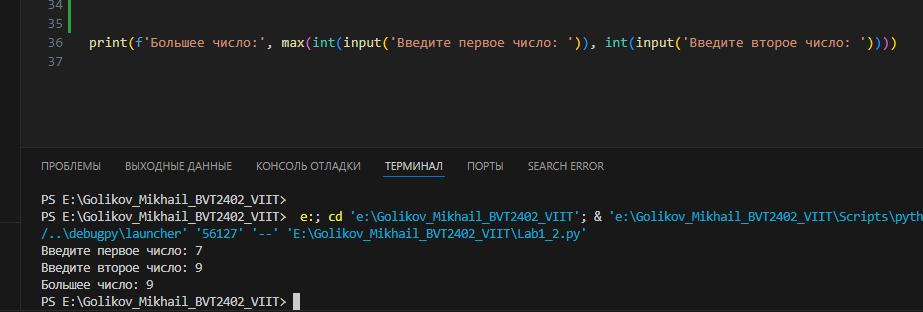 34
35
36 print(f'Большее число:', max(int(input('Введите первое число: ')), int(input('Введите второе число: '))))
37
ПРОБЛЕМЫ ВЫХОДНЫЕ ДАННЫЕ КОНСОЛЬ ОТЛАДКИ ТЕРМИНАЛ ПОРТЫ SEARCH ERROR
PS E:\Golikov_Mikhail_BVT2402_VIIT>
PS E:\Golikov_Mikhail_BVT2402_VIIT> e:; cd 'e:\Golikov_Mikhail_BVT2402_VIIT'; & 'e:\Golikov_Mikhail_BVT2402_VIIT\Scripts\pyth
/..\debugpy\launcher' '56127' '--' 'E:\Golikov_Mikhail_BVT2402_VIIT\Lab1_2.py'
Введите первое число: 7
Введите второе число: 9
Большее число: 9
PS E:\Golikov_Mikhail_BVT2402_VIIT>